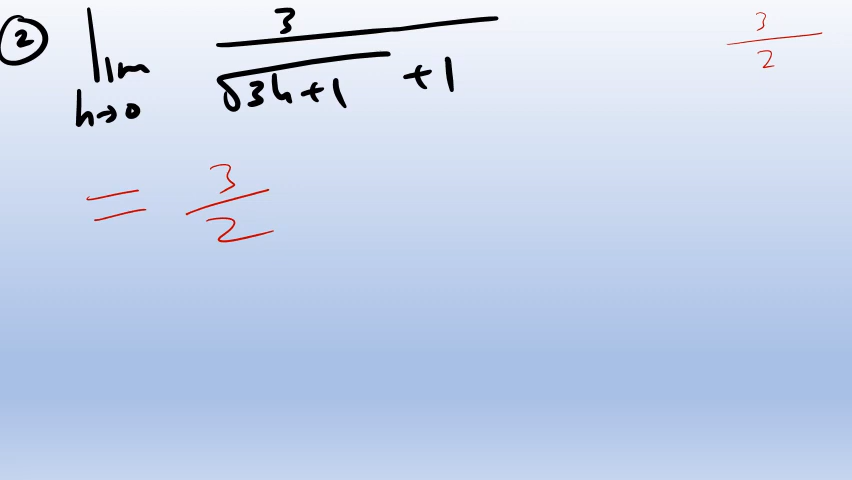 ② lim h→0 3/(√(3h+1) + 1)
3/2
= 3/2